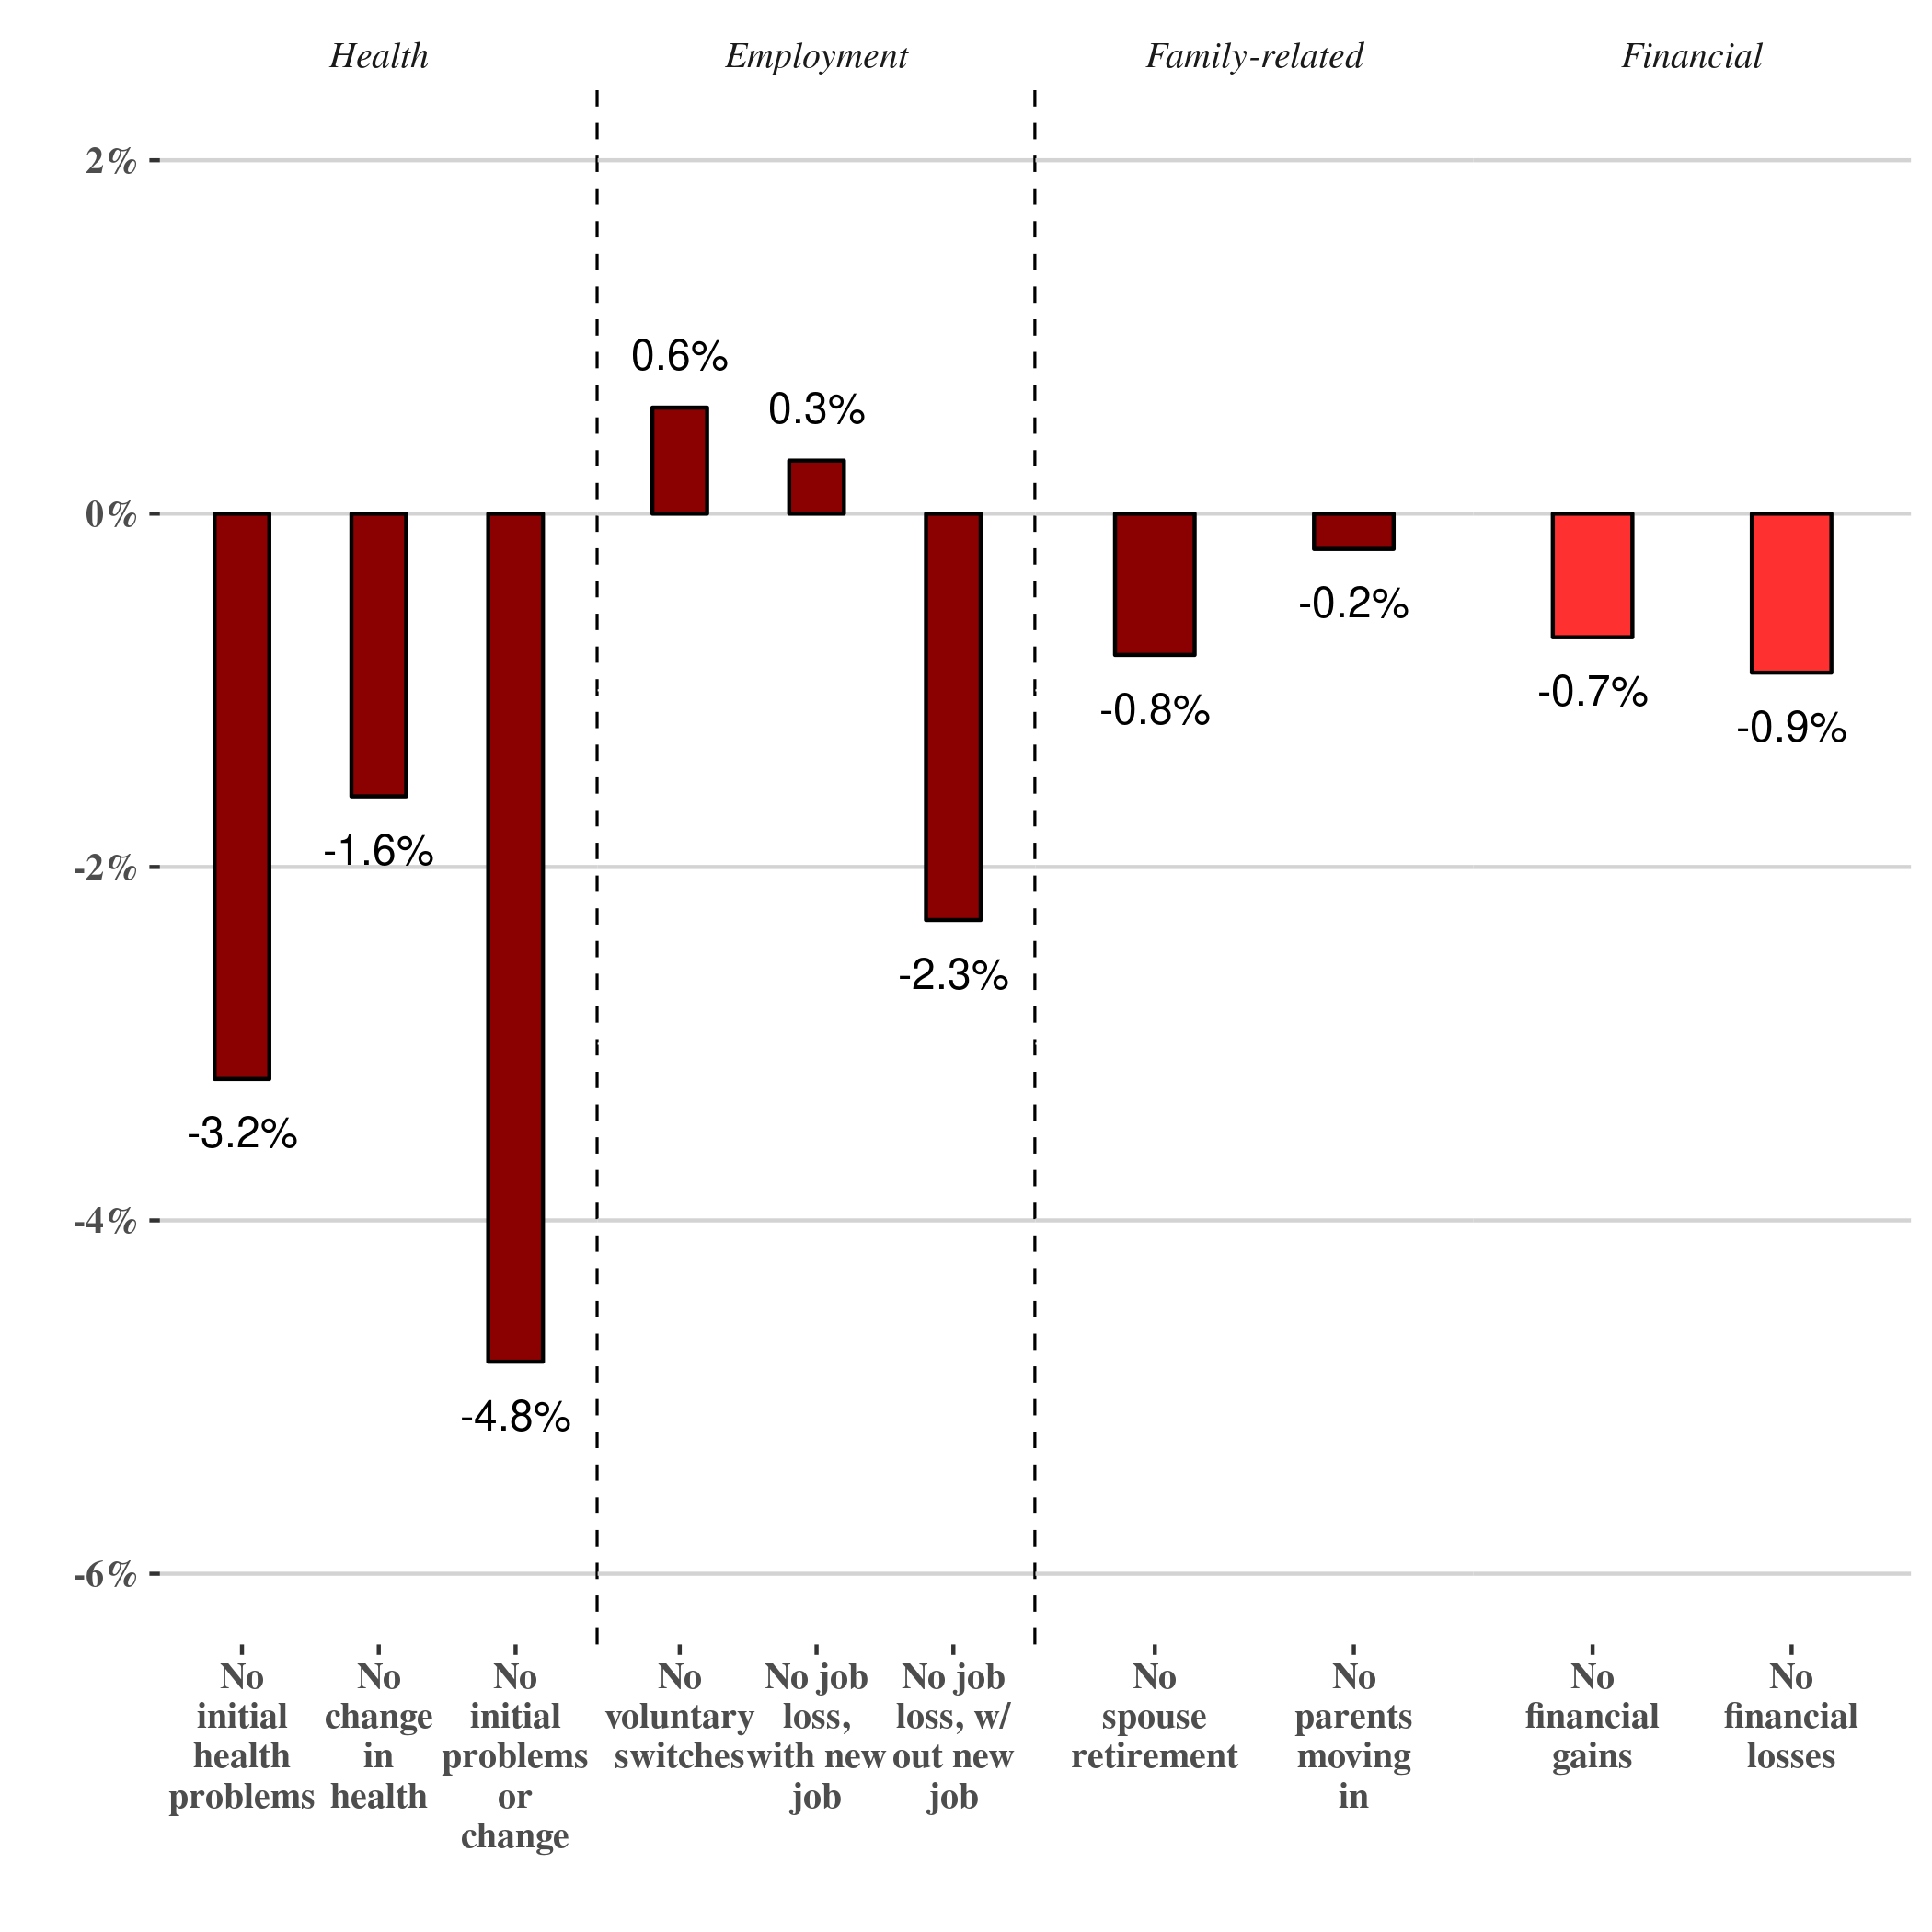 Health Employment Family-related Financial
2%
0%
-2%
-4%
-6%
0.6%
0.3%
-0.2%
-0.7%
-0.8%
-0.9%
-1.6%
-2.3%
-3.2%
-4.8%
No
initial
health
problems
No
change
in
health
No
initial
problems
or
change
No
voluntary
switches
No job
loss,
with new
job
No job
loss, w/
out new
job
No
spouse
retirement
No
parents
moving
in
No
financial
gains
No
financial
losses